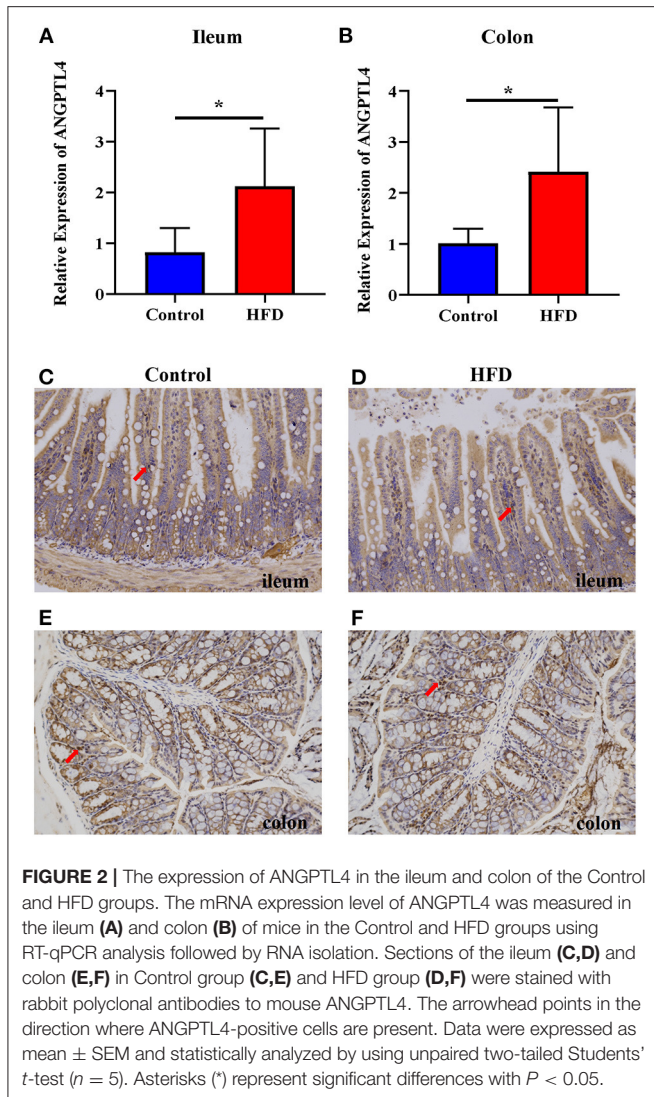 A
Ileum
Relative Expression of ANGPTL4
4
3
2
1
0
*
Control
HFD
B
Colon
Relative Expression of ANGPTL4
4
3
2
1
0
*
Control
HFD
C
Control
ileum
D
HFD
ileum
E
colon
F
colon
FIGURE 2 | The expression of ANGPTL4 in the ileum and colon of the Control
and HFD groups. The mRNA expression level of ANGPTL4 was measured in
the ileum (A) and colon (B) of mice in the Control and HFD groups using
RT-qPCR analysis followed by RNA isolation. Sections of the ileum (C,D) and
colon (E,F) in Control group (C,E) and HFD group (D,F) were stained with
rabbit polyclonal antibodies to mouse ANGPTL4. The arrowhead points in the
direction where ANGPTL4-positive cells are present. Data were expressed as
mean ± SEM and statistically analyzed by using unpaired two-tailed Students'
t-test (n = 5). Asterisks (*) represent significant differences with P < 0.05.